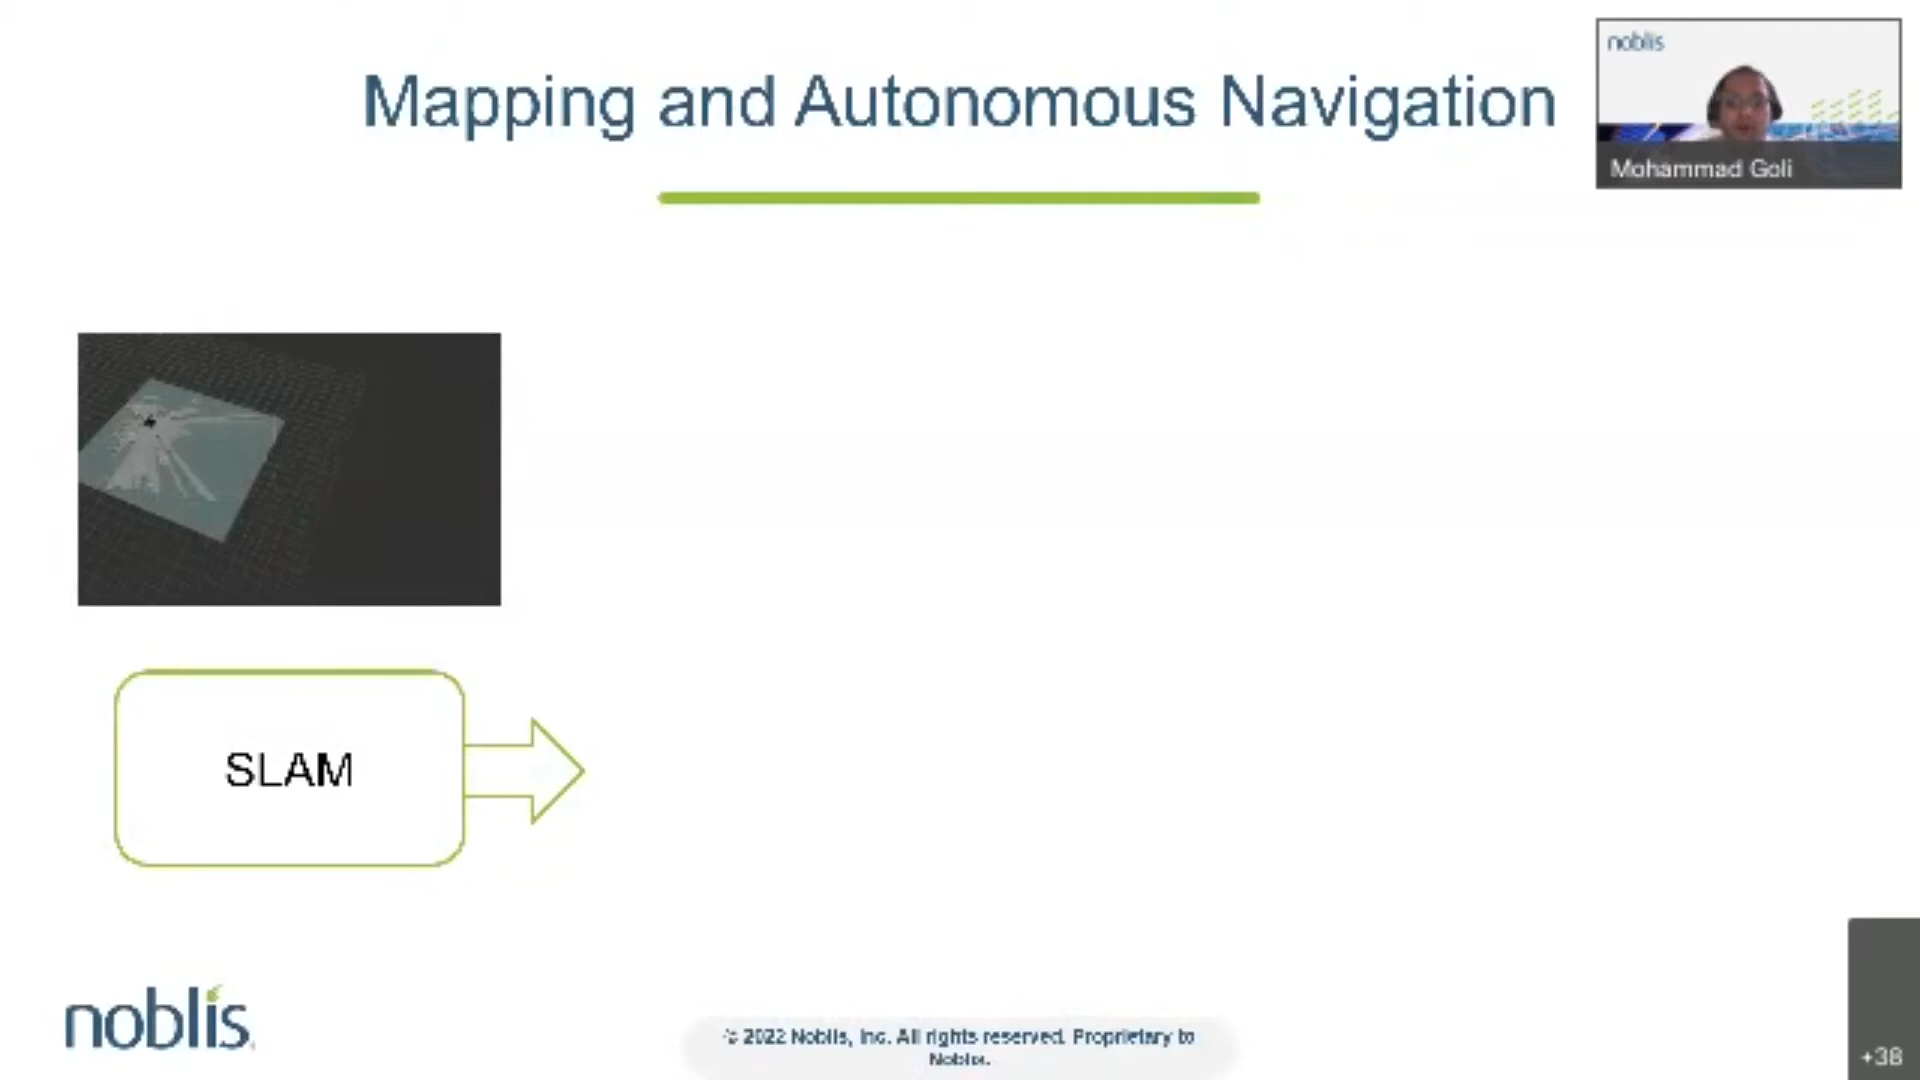 Mapping and Autonomous Navigation
noblis
Mohammad Goli
SLAM
noblis
© 2022 Noblis, Inc. All rights reserved. Proprietary to
Noblis.
+38